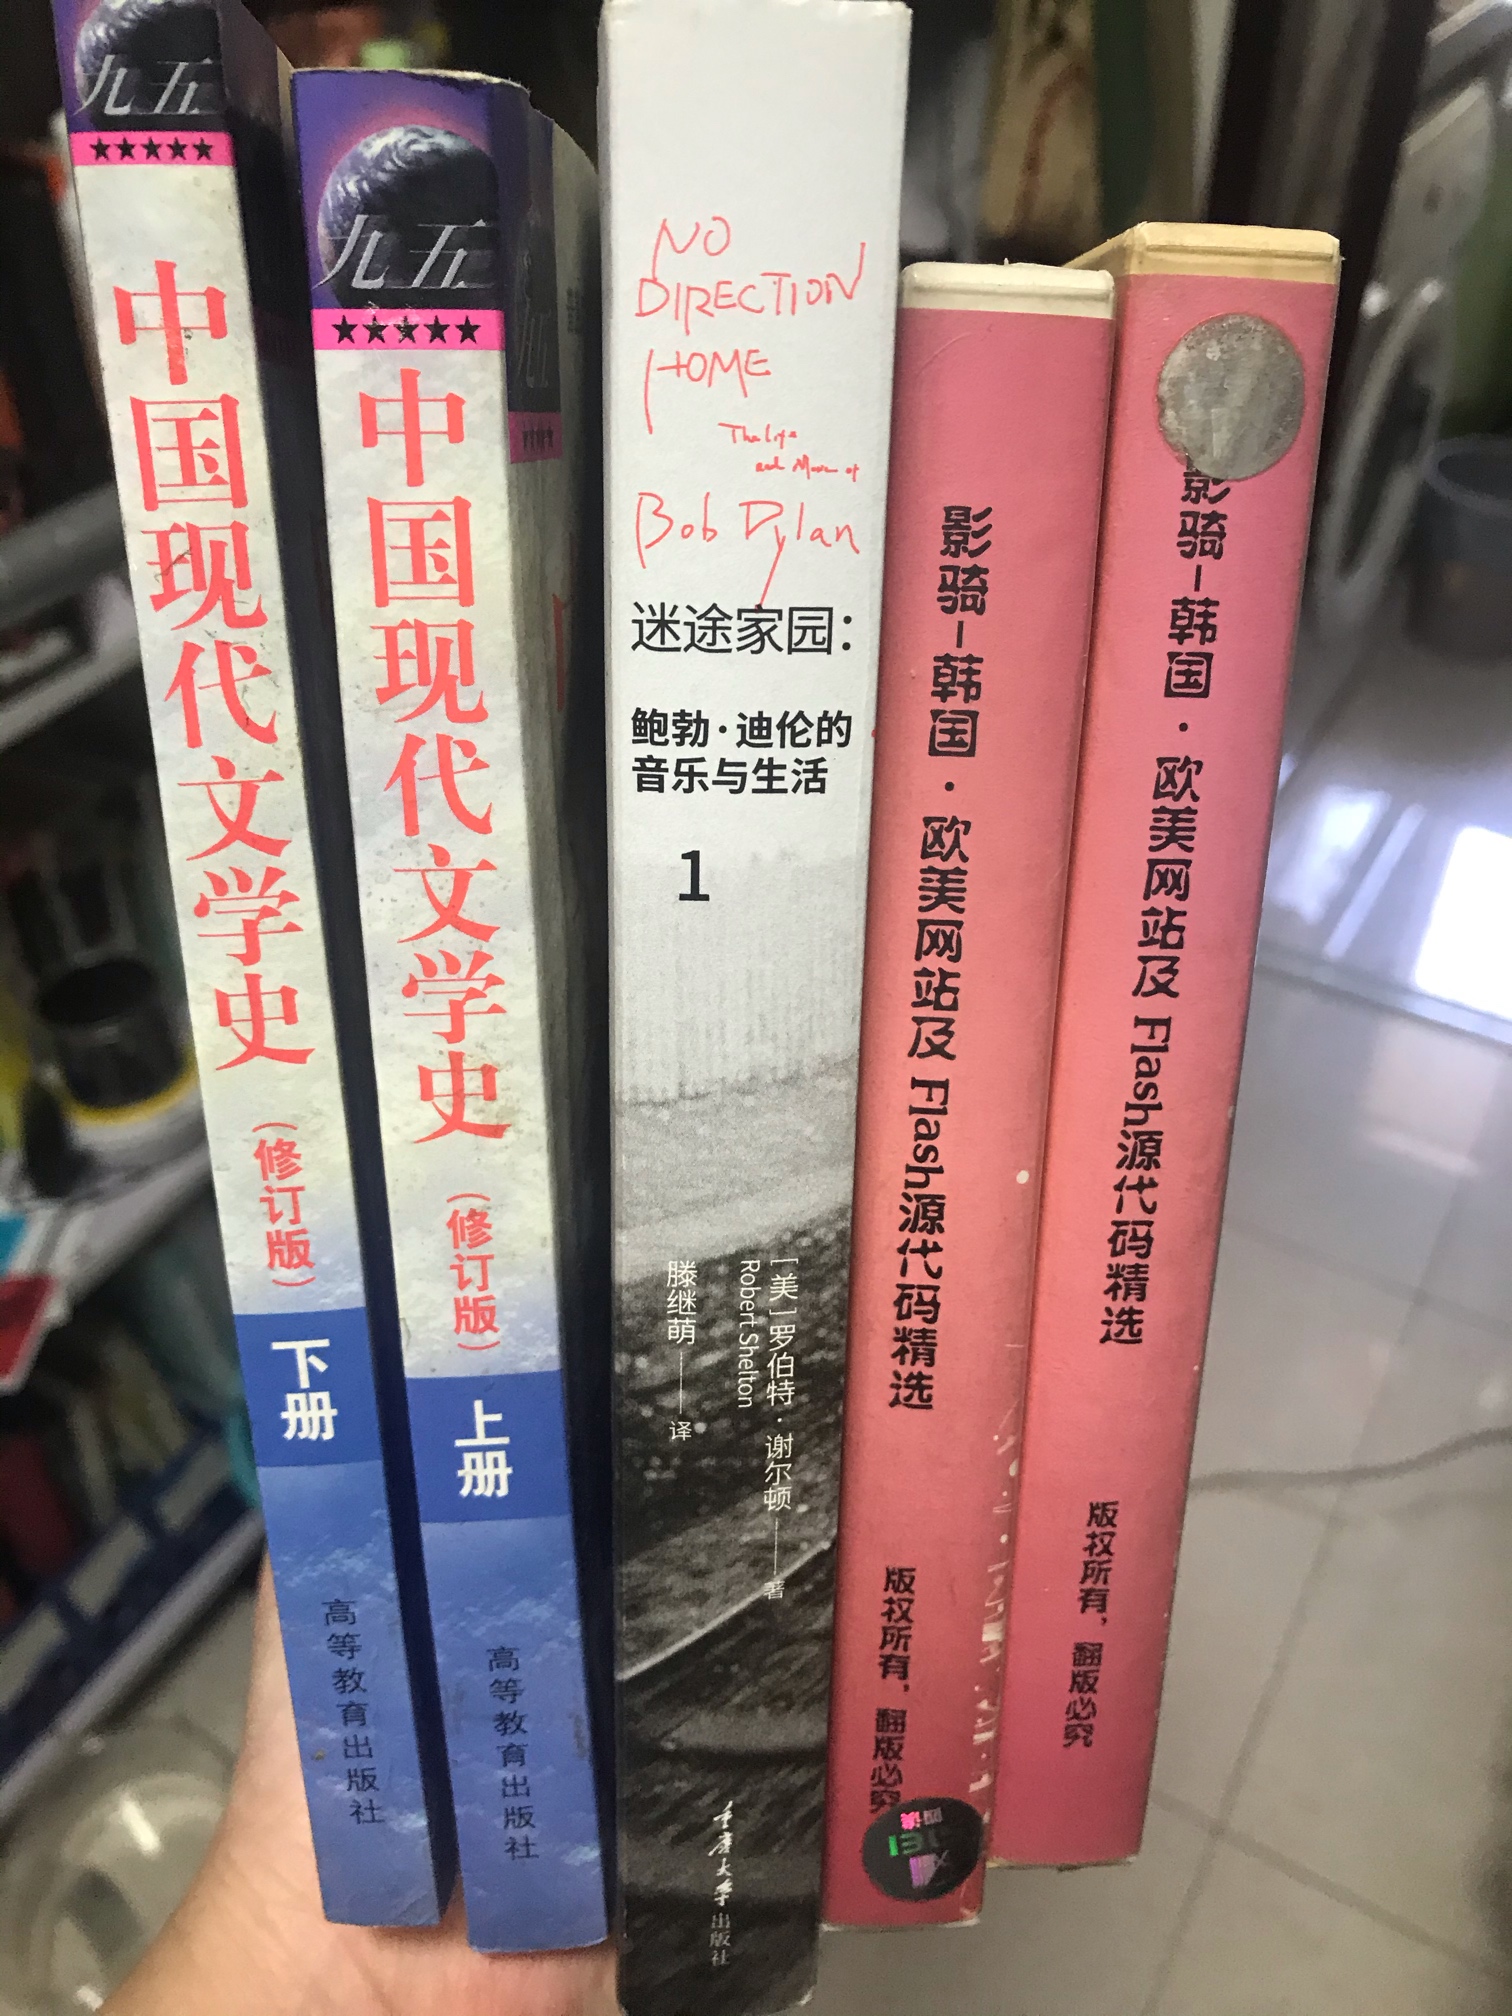 九五
★★★★★
中国现代文学史
（修订版）
下册
高等教育出版社
九五
★★★★★
中国现代文学史
（修订版）
上册
高等教育出版社
NO
DIRECTION
HOME
The Life
and Music of
Bob Dylan
迷途家园：
鲍勃·迪伦的
音乐与生活
1
[美]罗伯特·谢尔顿——著
Robert Shelton
滕继萌——译
重庆大学出版社
影骑-韩国·欧美网站及Flash源代码精选
版权所有，翻版必究
影骑-韩国·欧美网站及Flash源代码精选
版权所有，翻版必究